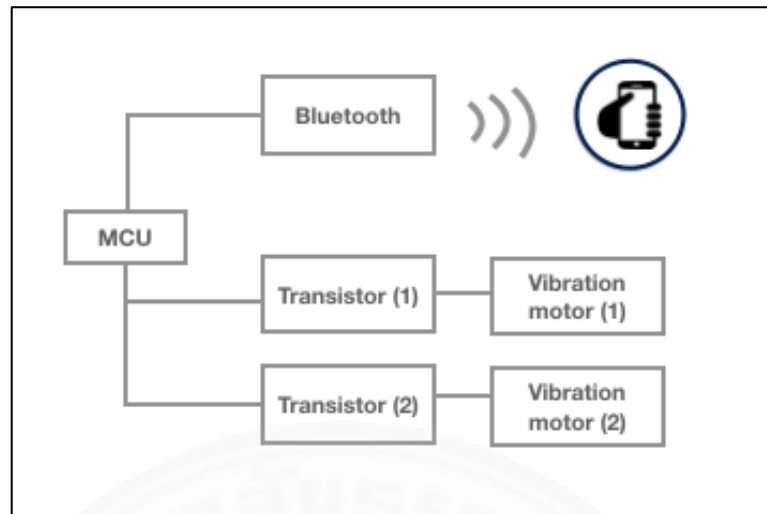 Bluetooth
MCU
Transistor (1)
Vibration
motor (1)
Transistor (2)
Vibration
motor (2)